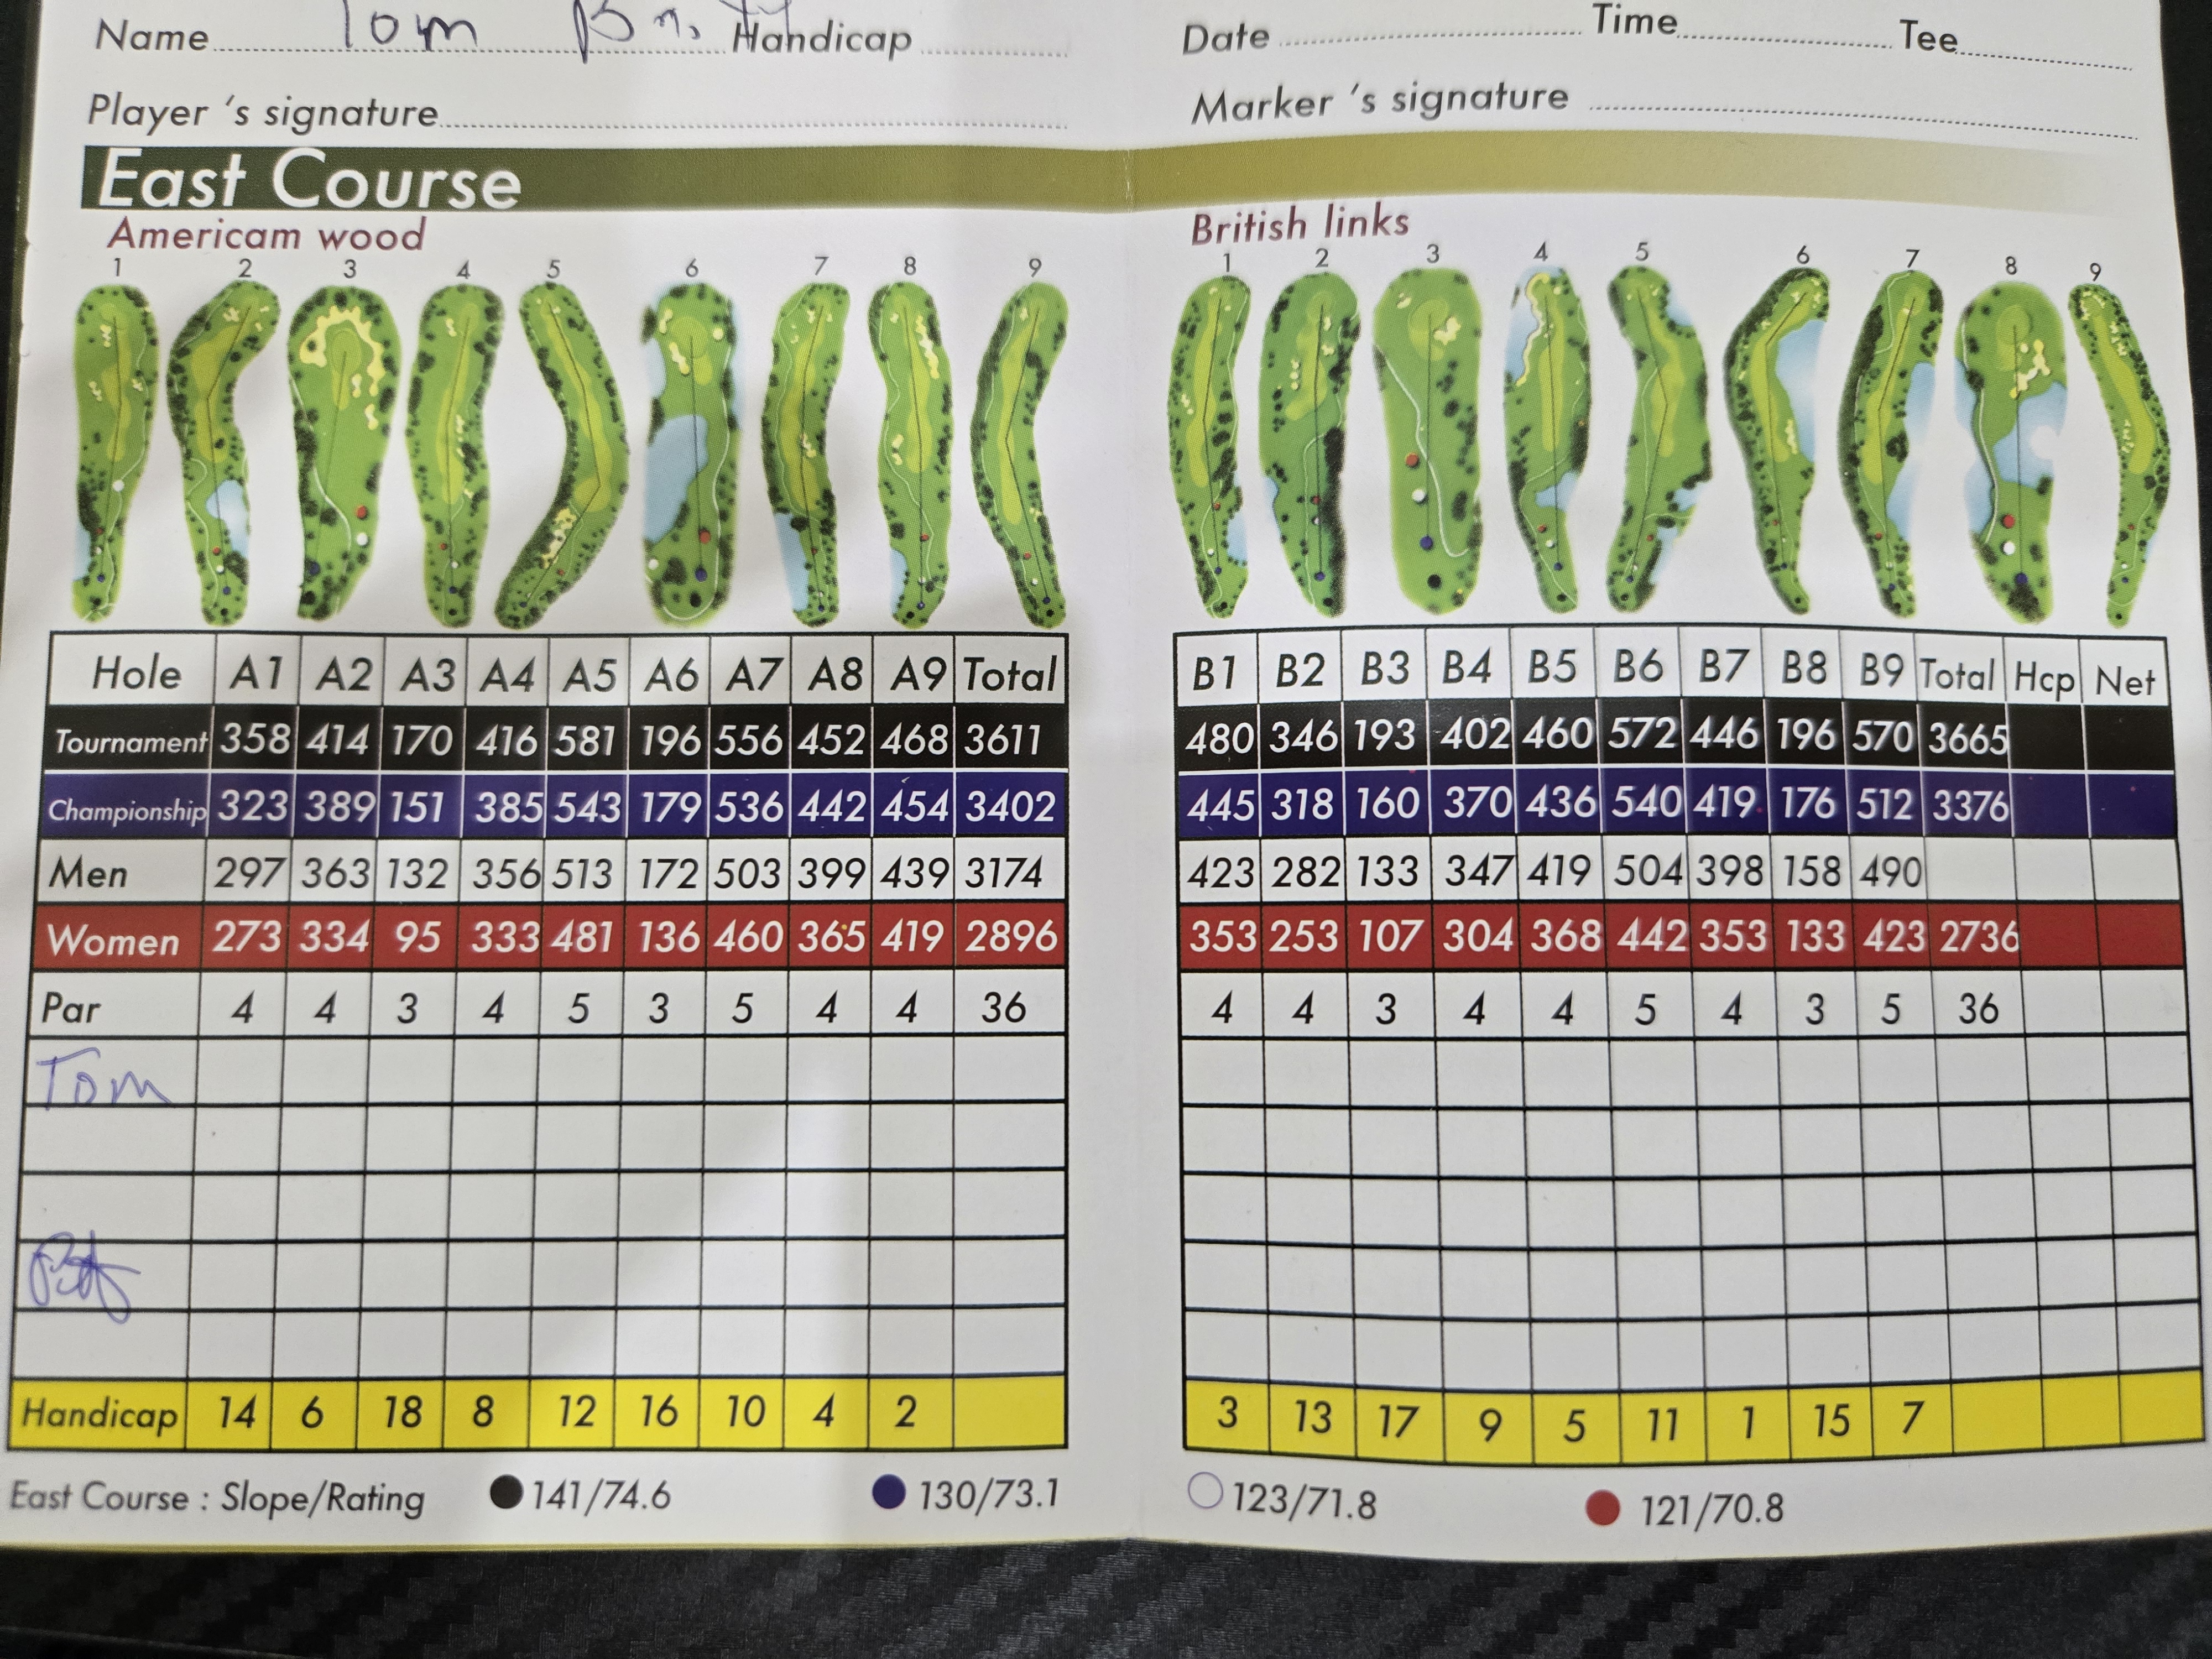 Name Tom Handicap Date Time Tee
Player 's signature Marker 's signature
East Course
American wood British links
1 2 3 4 5 6 7 8 9 1 2 3 4 5 6 7 8 9
Hole A1 A2 A3 A4 A5 A6 A7 A8 A9 Total B1 B2 B3 B4 B5 B6 B7 B8 B9 Total Hcp Net
Tournament 358 414 170 416 581 196 556 452 468 3611 480 346 193 402 460 572 446 196 570 3665
Championship 323 389 151 385 543 179 536 442 454 3402 445 318 160 370 436 540 419 176 512 3376
Men 297 363 132 356 513 172 503 399 439 3174 423 282 133 347 419 504 398 158 490
Women 273 334 95 333 481 136 460 365 419 2896 353 253 107 304 368 442 353 133 423 2736
Par 4 4 3 4 5 3 5 4 4 36 4 4 3 4 4 5 4 3 5 36
Tom
Handicap 14 6 18 8 12 16 10 4 2 3 13 17 9 5 11 1 15 7
East Course : Slope/Rating 141/74.6 130/73.1 123/71.8 121/70.8